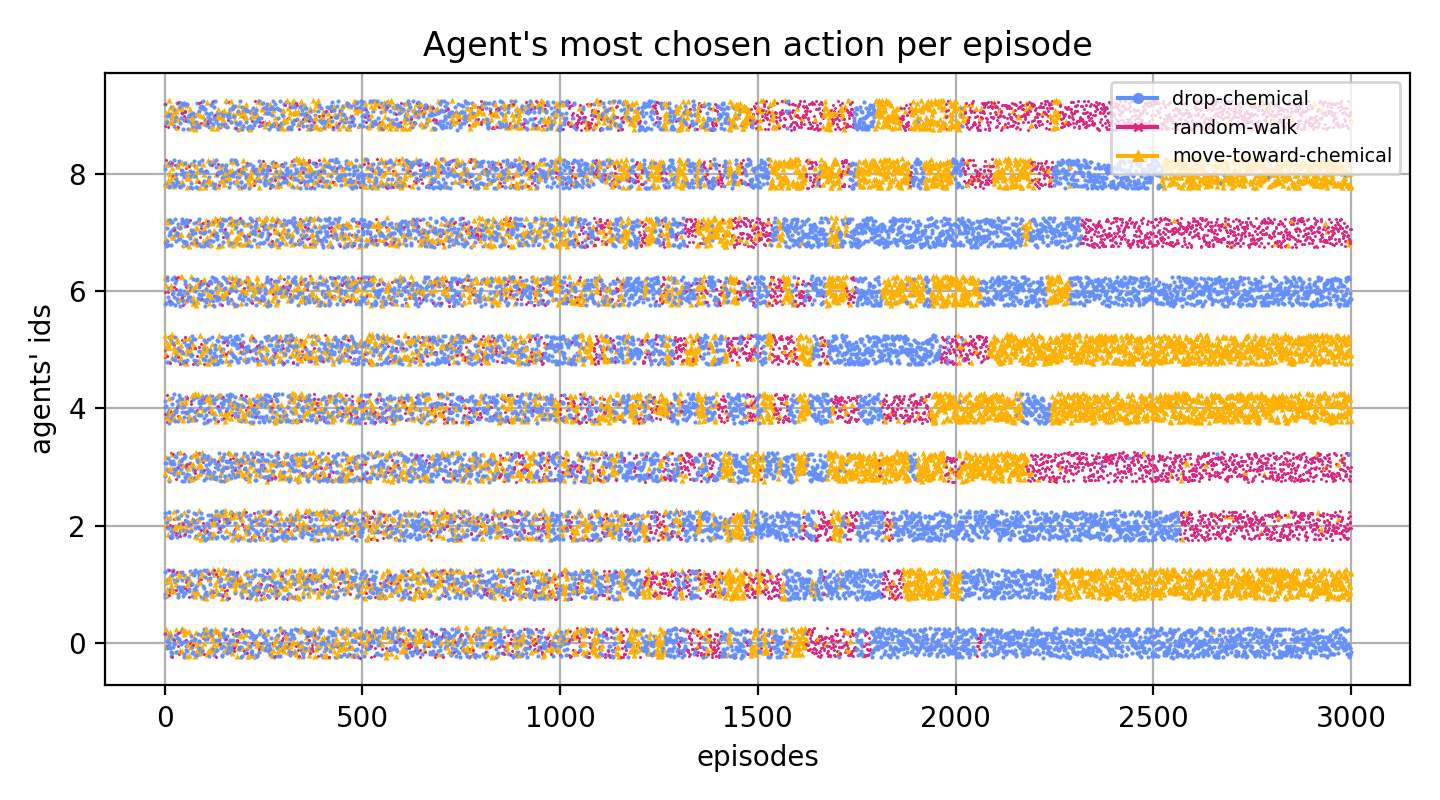 Agent's most chosen action per episode
drop-chemical
random-walk
move-toward-chemical
agents' ids
8
6
4
2
0
0 500 1000 1500 2000 2500 3000
episodes